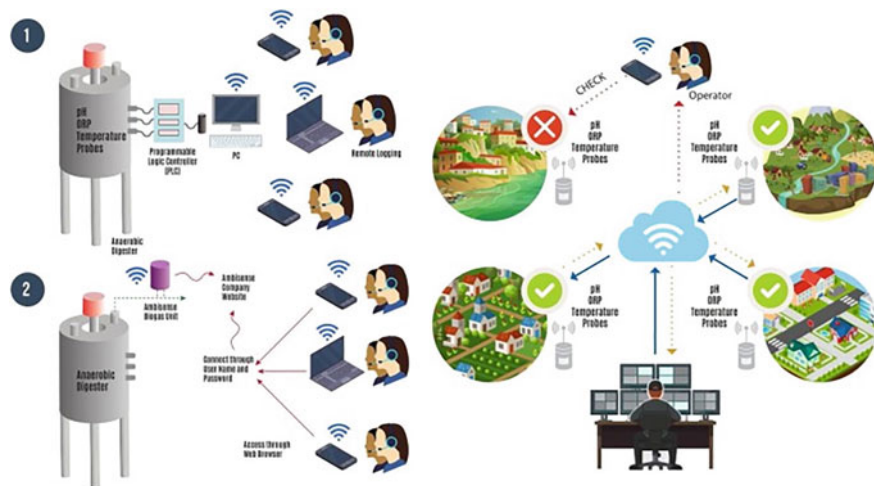 1
pH
ORP
Temperature
Probes
Programmable
Logic Controller
(PLC)
PC
Remote Logging
Anaerobic
Digester
2
Ambisense
Biogas Unit
Ambisense
Company
Website
Anaerobic
Digester
Connect through
User Name and
Password
Access through
Web Browser
CHECK
Operator
pH
ORP
Temperature
Probes
pH
ORP
Temperature
Probes
pH
ORP
Temperature
Probes
pH
ORP
Temperature
Probes